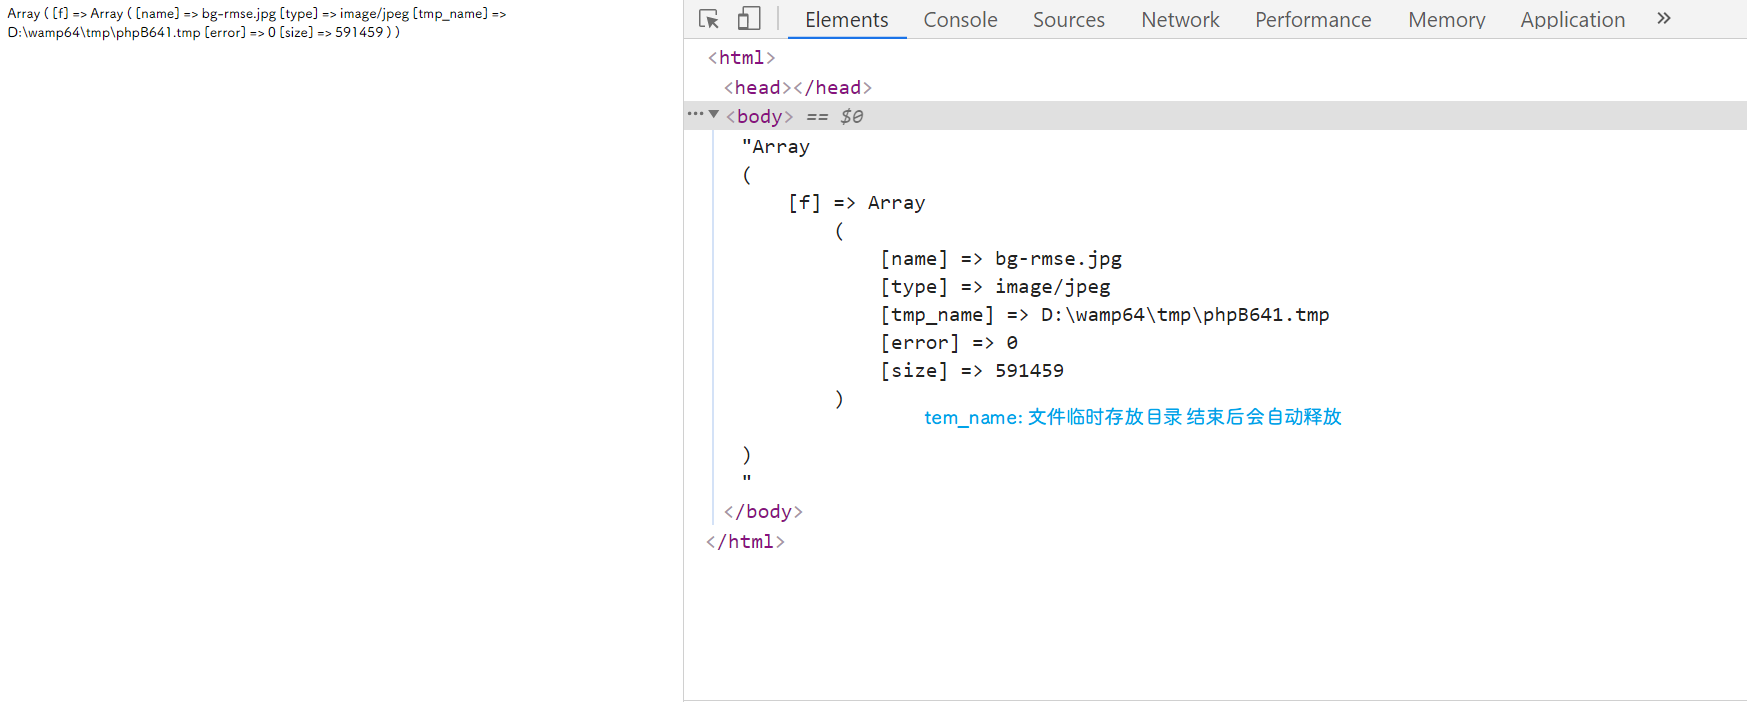 Array ( [f] => Array ( [name] => bg-rmse.jpg [type] => image/jpeg [tmp_name] =>
D:\wamp64\tmp\phpB641.tmp [error] => 0 [size] => 591459 ) )
Elements Console Sources Network Performance Memory Application »
<html>
<head></head>
··· ▼ <body> == $0
"Array
(
[f] => Array
(
[name] => bg-rmse.jpg
[type] => image/jpeg
[tmp_name] => D:\wamp64\tmp\phpB641.tmp
[error] => 0
[size] => 591459
)
tem_name: 文件临时存放目录 结束后会自动释放
)
"
</body>
</html>